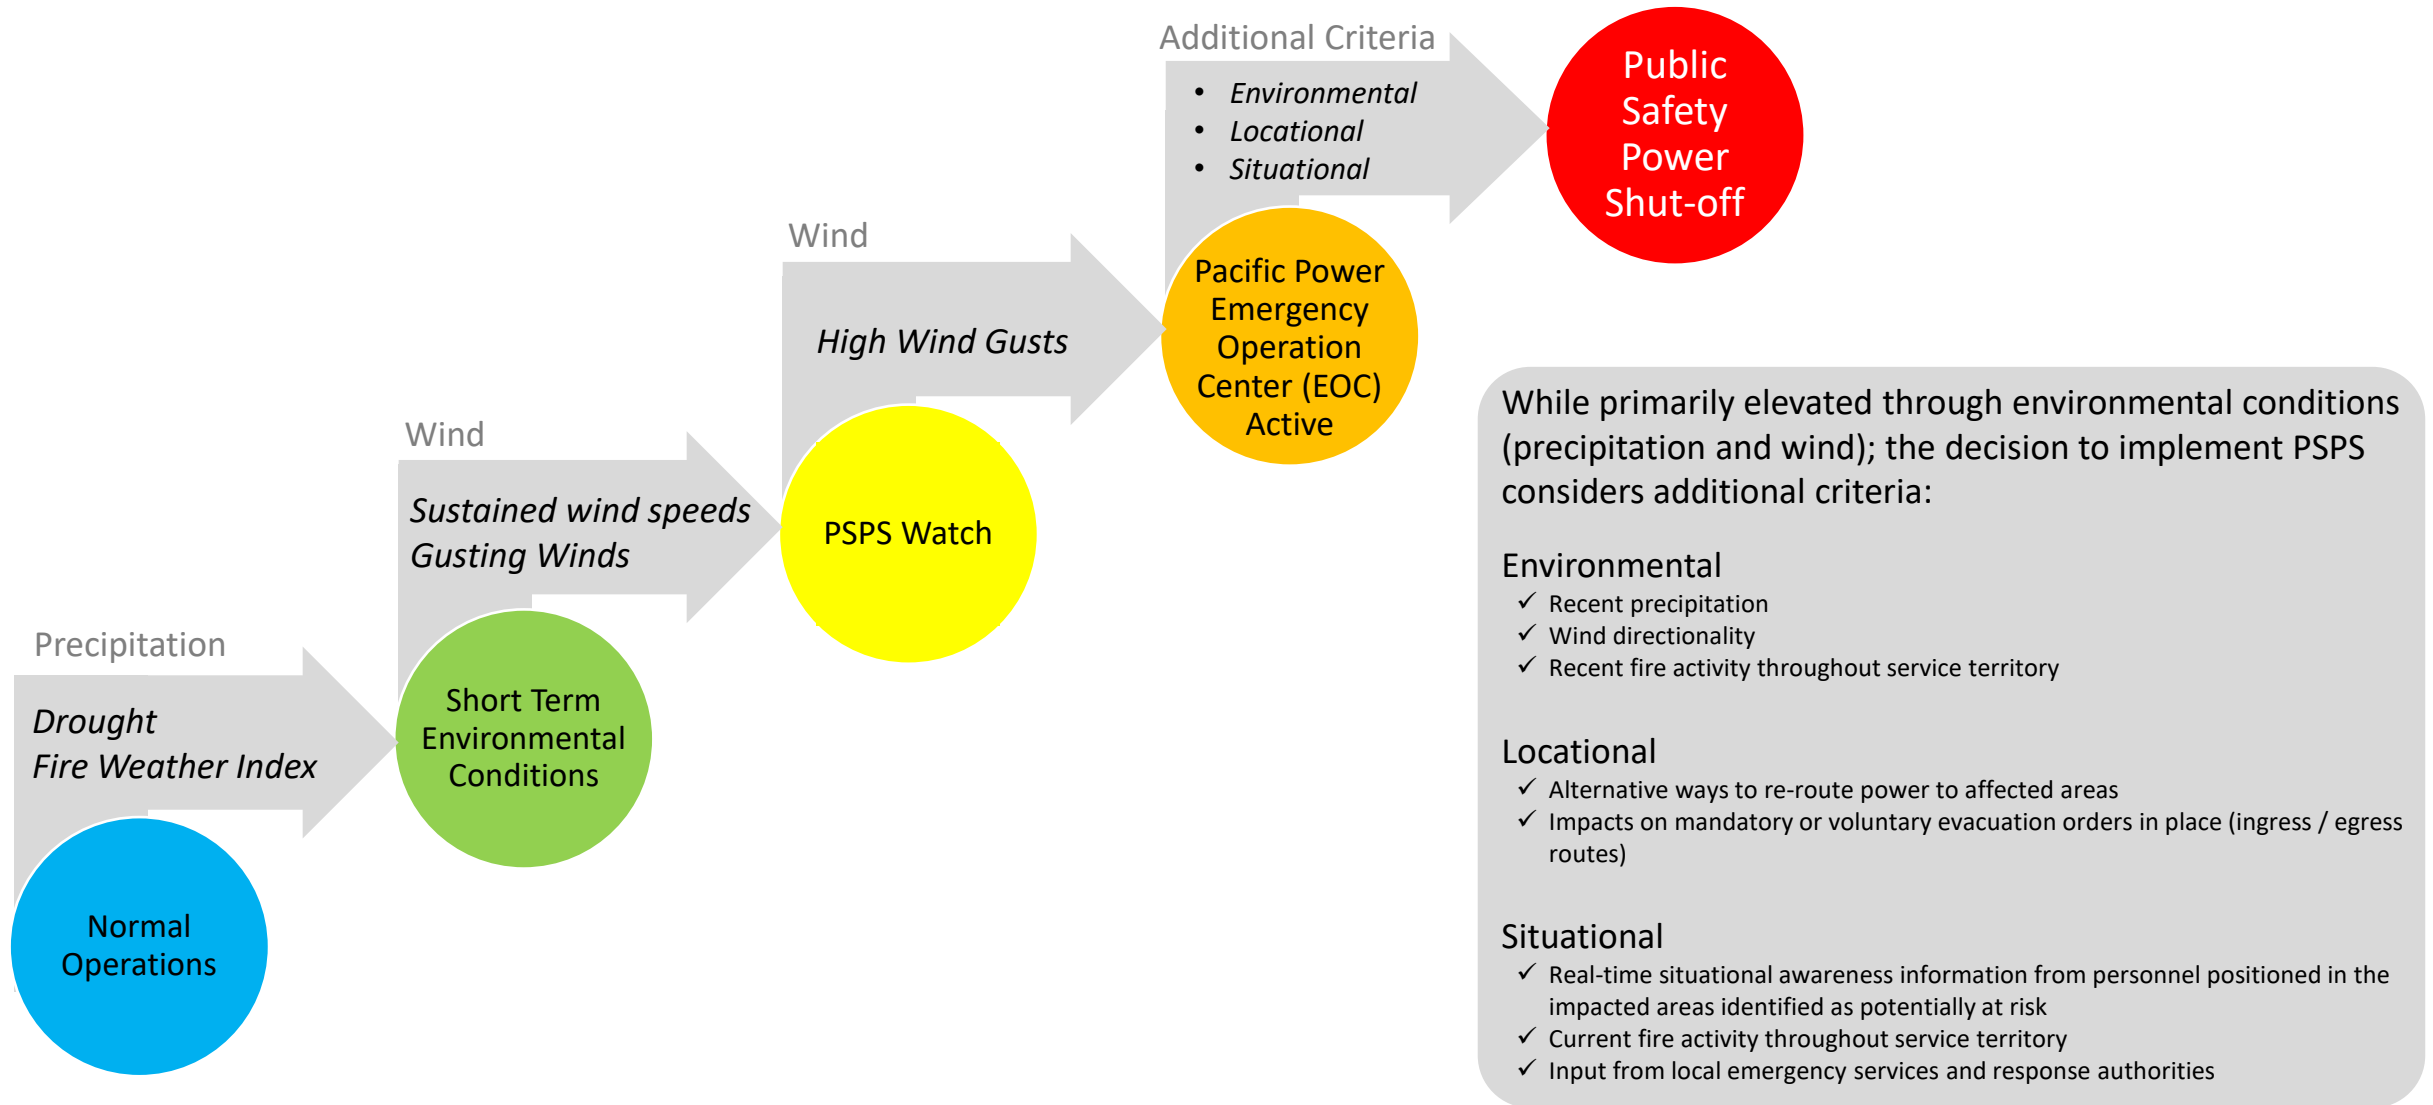 Additional Criteria
• Environmental
• Locational
• Situational
Public
Safety
Power
Shut-off
Wind
High Wind Gusts
Pacific Power
Emergency
Operation
Center (EOC)
Active
Wind
Sustained wind speeds
Gusting Winds
PSPS Watch
Precipitation
Drought
Fire Weather Index
Short Term
Environmental
Conditions
Normal
Operations
While primarily elevated through environmental conditions
(precipitation and wind); the decision to implement PSPS
considers additional criteria:
Environmental
✓ Recent precipitation
✓ Wind directionality
✓ Recent fire activity throughout service territory
Locational
✓ Alternative ways to re-route power to affected areas
✓ Impacts on mandatory or voluntary evacuation orders in place (ingress / egress
routes)
Situational
✓ Real-time situational awareness information from personnel positioned in the
impacted areas identified as potentially at risk
✓ Current fire activity throughout service territory
✓ Input from local emergency services and response authorities